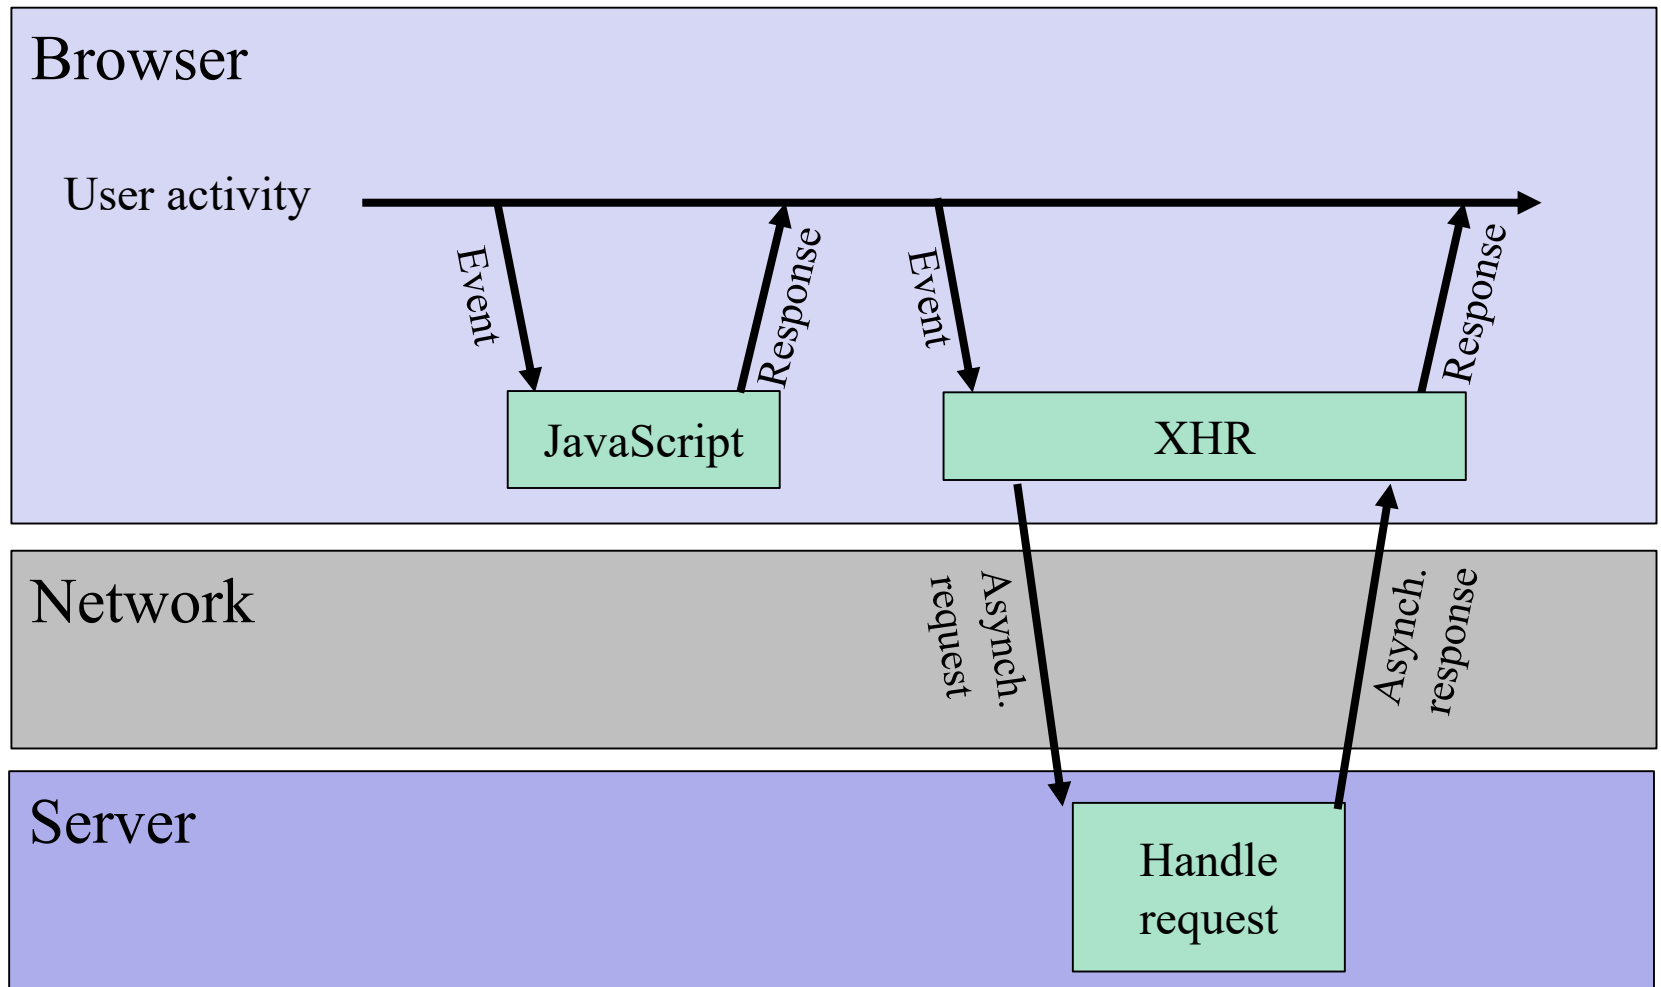 Browser
User activity
Event
Response
Event
Response
JavaScript
XHR
Network
Asynch.
request
Asynch.
response
Server
Handle
request